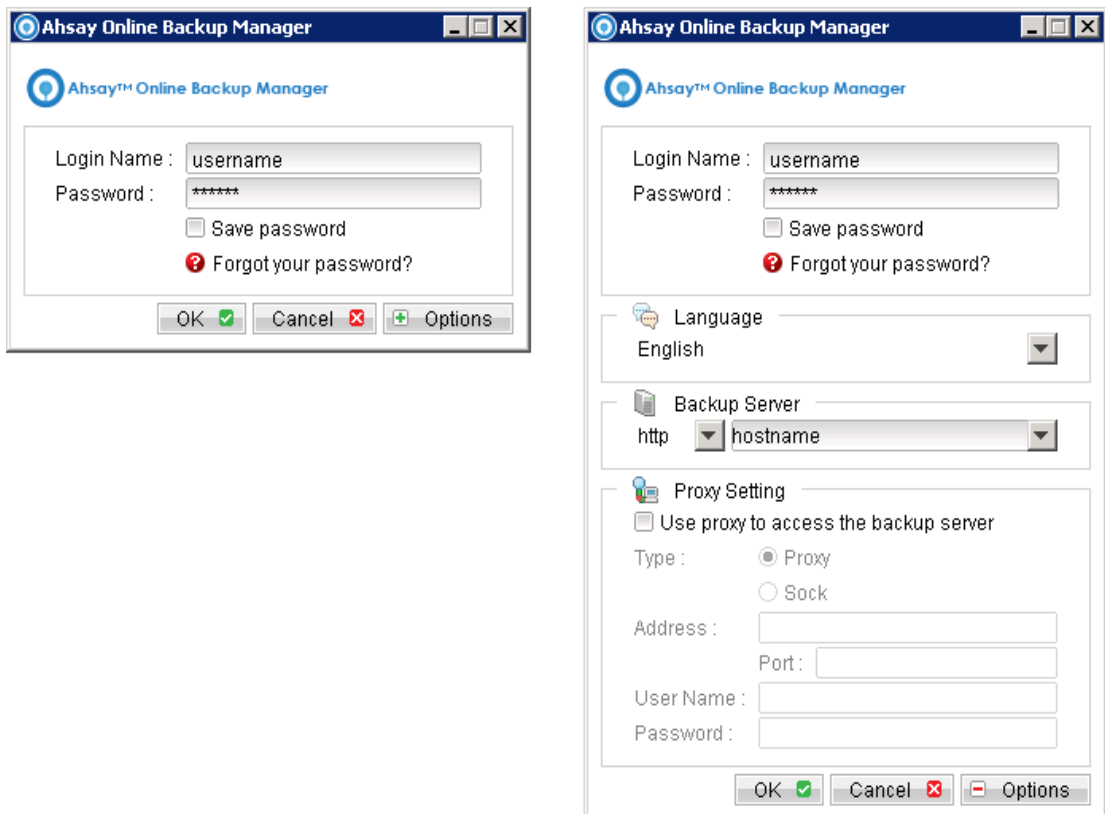 Ahsay Online Backup Manager
Ahsay™ Online Backup Manager
Login Name : username
Password : ******
Save password
Forgot your password?
OK Cancel Options
Ahsay Online Backup Manager
Ahsay™ Online Backup Manager
Login Name : username
Password : ******
Save password
Forgot your password?
Language
English
Backup Server
http hostname
Proxy Setting
Use proxy to access the backup server
Type : Proxy
Sock
Address :
Port :
User Name :
Password :
OK Cancel Options